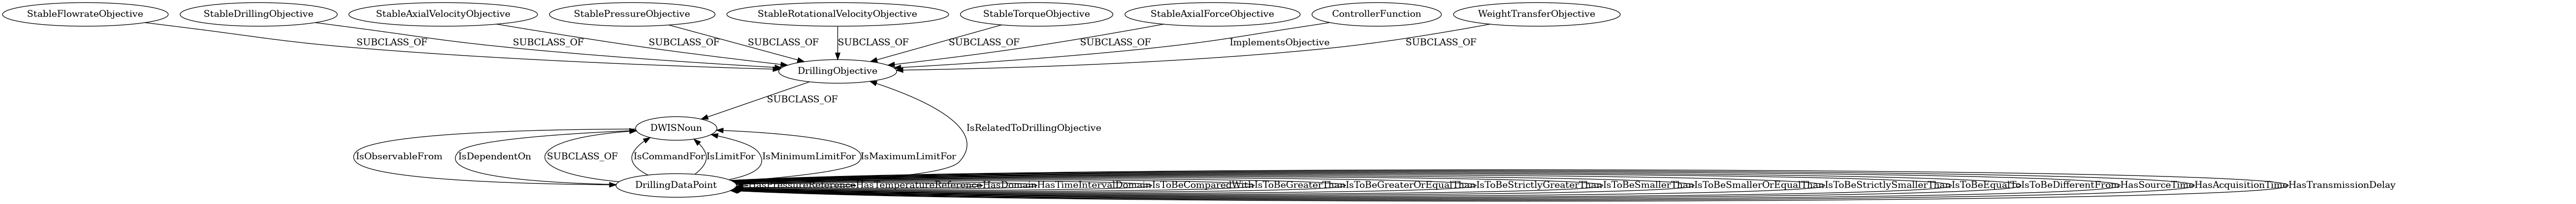 StableFlowrateObjective StableDrillingObjective StableAxialVelocityObjective StablePressureObjective StableRotationalVelocityObjective StableTorqueObjective StableAxialForceObjective ControllerFunction WeightTransferObjective
SUBCLASS_OF SUBCLASS_OF SUBCLASS_OF SUBCLASS_OF SUBCLASS_OF SUBCLASS_OF SUBCLASS_OF ImplementsObjective SUBCLASS_OF
DrillingObjective
SUBCLASS_OF
DWISNoun IsRelatedToDrillingObjective
IsObservableFrom IsDependentOn SUBCLASS_OF IsCommandFor IsLimitFor IsMinimumLimitFor IsMaximumLimitFor
DrillingDataPoint HasPressureReference HasTemperatureReference HasDomain HasTimeIntervalDomain IsToBeComparedWith IsToBeGreaterThan IsToBeGreaterOrEqualThan IsToBeStrictlyGreaterThan IsToBeSmallerThan IsToBeSmallerOrEqualThan IsToBeStrictlySmallerThan IsToBeEqualTo IsToBeDifferentFrom HasSourceTime HasAcquisitionTime HasTransmissionDelay